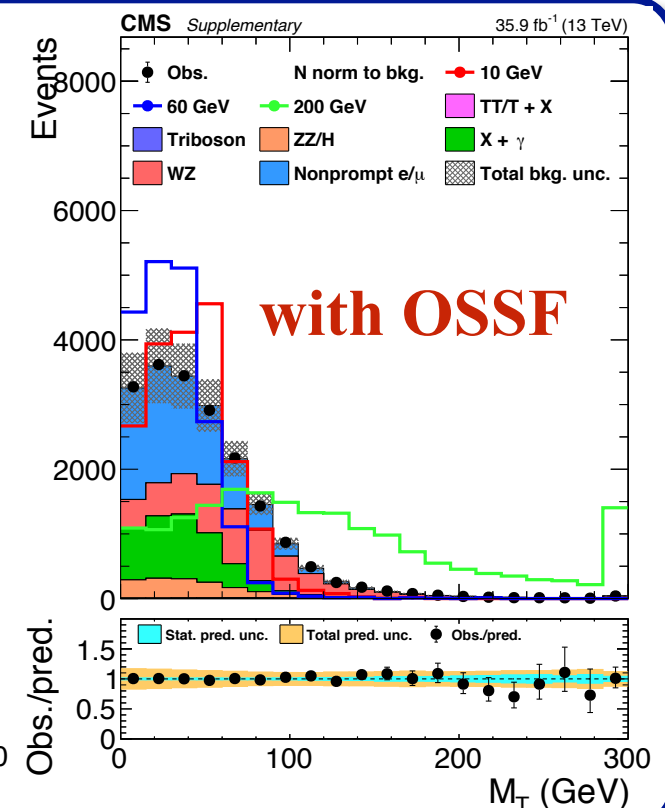 CMS Supplementary 35.9 fb⁻¹ (13 TeV)
Events
8000
6000
4000
2000
0
Obs. N norm to bkg. 10 GeV
60 GeV 200 GeV TT/T + X
Triboson ZZ/H X + γ
WZ Nonprompt e/μ Total bkg. unc.
with OSSF
Obs./pred.
1.5
1
0.5
0
Stat. pred. unc. Total pred. unc. Obs./pred.
0 0 100 200 300
M_T (GeV)